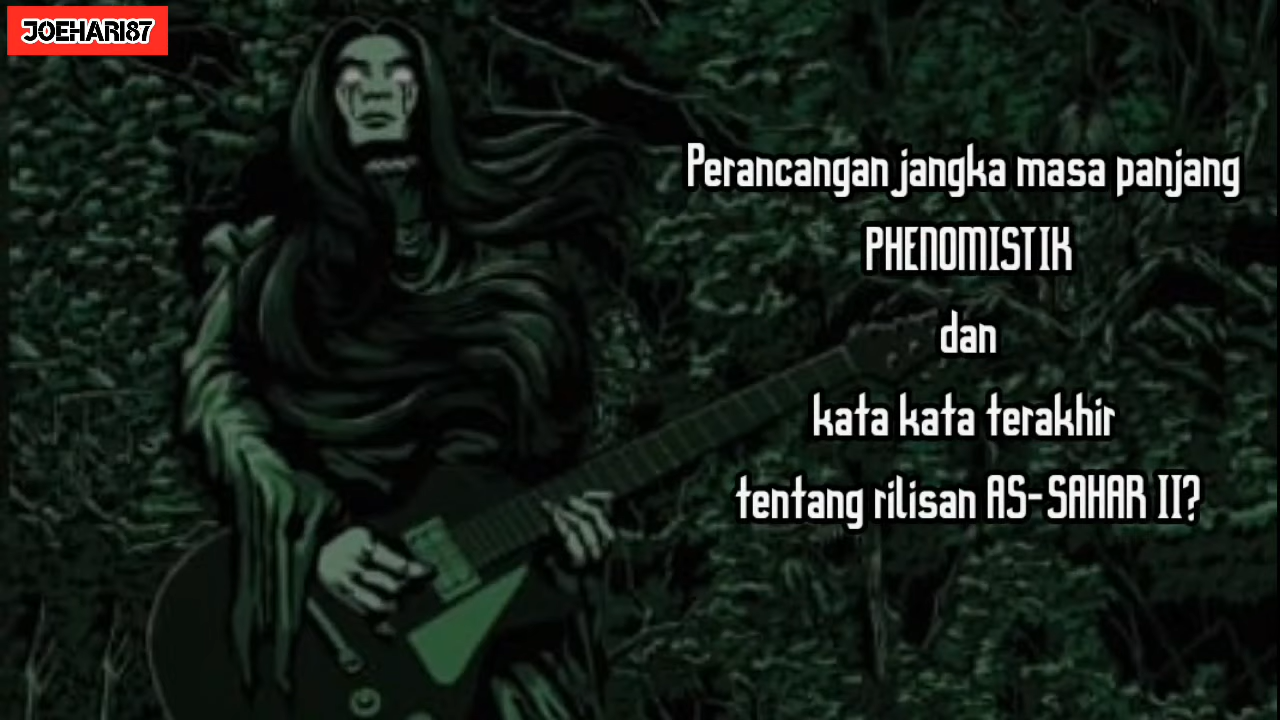 JOEHARI87
Perancangan jangka masa panjang
PHENOMISTIK
dan
kata kata terakhir
tentang rilisan AS-SAHAR II?